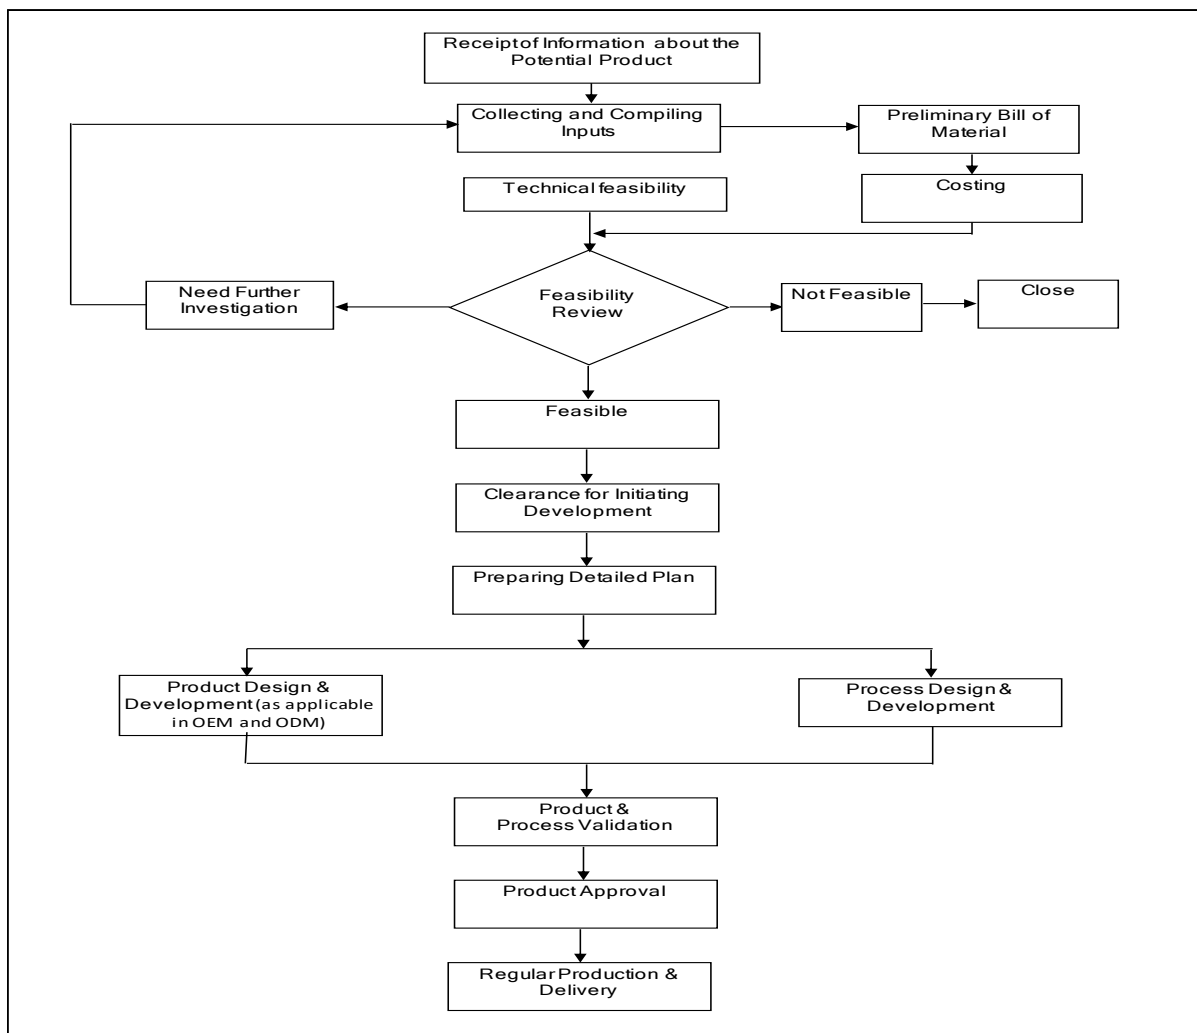 Receipt of Information about the
Potential Product
Collecting and Compiling
Inputs
Preliminary Bill of
Material
Technical feasibility
Costing
Need Further
Investigation
Feasibility
Review
Not Feasible
Close
Feasible
Clearance for Initiating
Development
Preparing Detailed Plan
Product Design &
Development (as applicable
in OEM and ODM)
Process Design &
Development
Product &
Process Validation
Product Approval
Regular Production &
Delivery